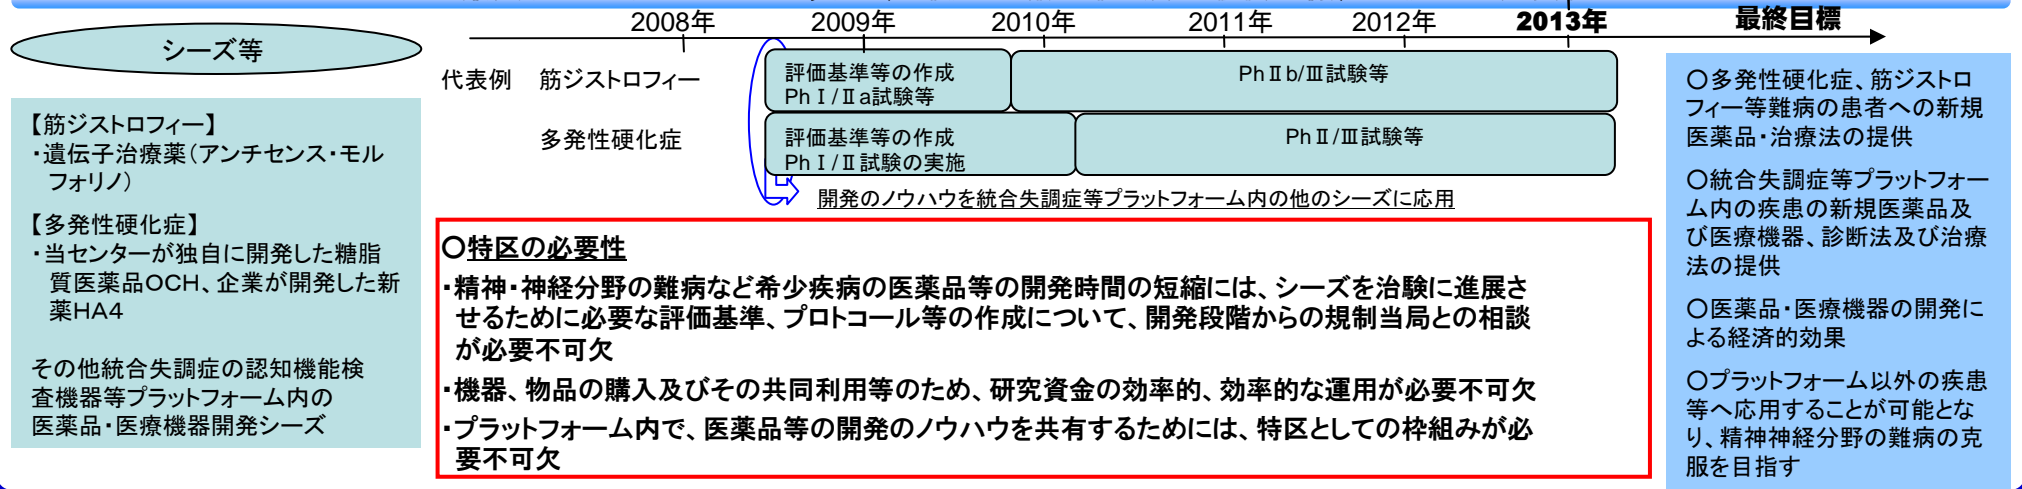 2008年 2009年 2010年 2011年 2012年 2013年 最終目標
シーズ等
【筋ジストロフィー】
・遺伝子治療薬(アンチセンス・モル
フォリノ)
【多発性硬化症】
・当センターが独自に開発した糖脂
質医薬品OCH、企業が開発した新
薬HA4
その他統合失調症の認知機能検
査機器等プラットフォーム内の
医薬品・医療機器開発シーズ
代表例 筋ジストロフィー
評価基準等の作成
PhⅠ/Ⅱa試験等
PhⅡb/Ⅲ試験等
多発性硬化症
評価基準等の作成
PhⅠ/Ⅱ試験の実施
PhⅡ/Ⅲ試験等
開発のノウハウを統合失調症等プラットフォーム内の他のシーズに応用
○特区の必要性
・精神・神経分野の難病など希少疾病の医薬品等の開発時間の短縮には、シーズを治験に進展さ
せるために必要な評価基準、プロトコール等の作成について、開発段階からの規制当局との相談
が必要不可欠
・機器、物品の購入及びその共同利用等のため、研究資金の効率的、効率的な運用が必要不可欠
・プラットフォーム内で、医薬品等の開発のノウハウを共有するためには、特区としての枠組みが必
要不可欠
○多発性硬化症、筋ジストロ
フィー等難病の患者への新規
医薬品・治療法の提供
○統合失調症等プラットフォー
ム内の疾患の新規医薬品及
び医療機器、診断法及び治療
法の提供
○医薬品・医療機器の開発に
よる経済的効果
○プラットフォーム以外の疾患
等へ応用することが可能とな
り、精神神経分野の難病の克
服を目指す